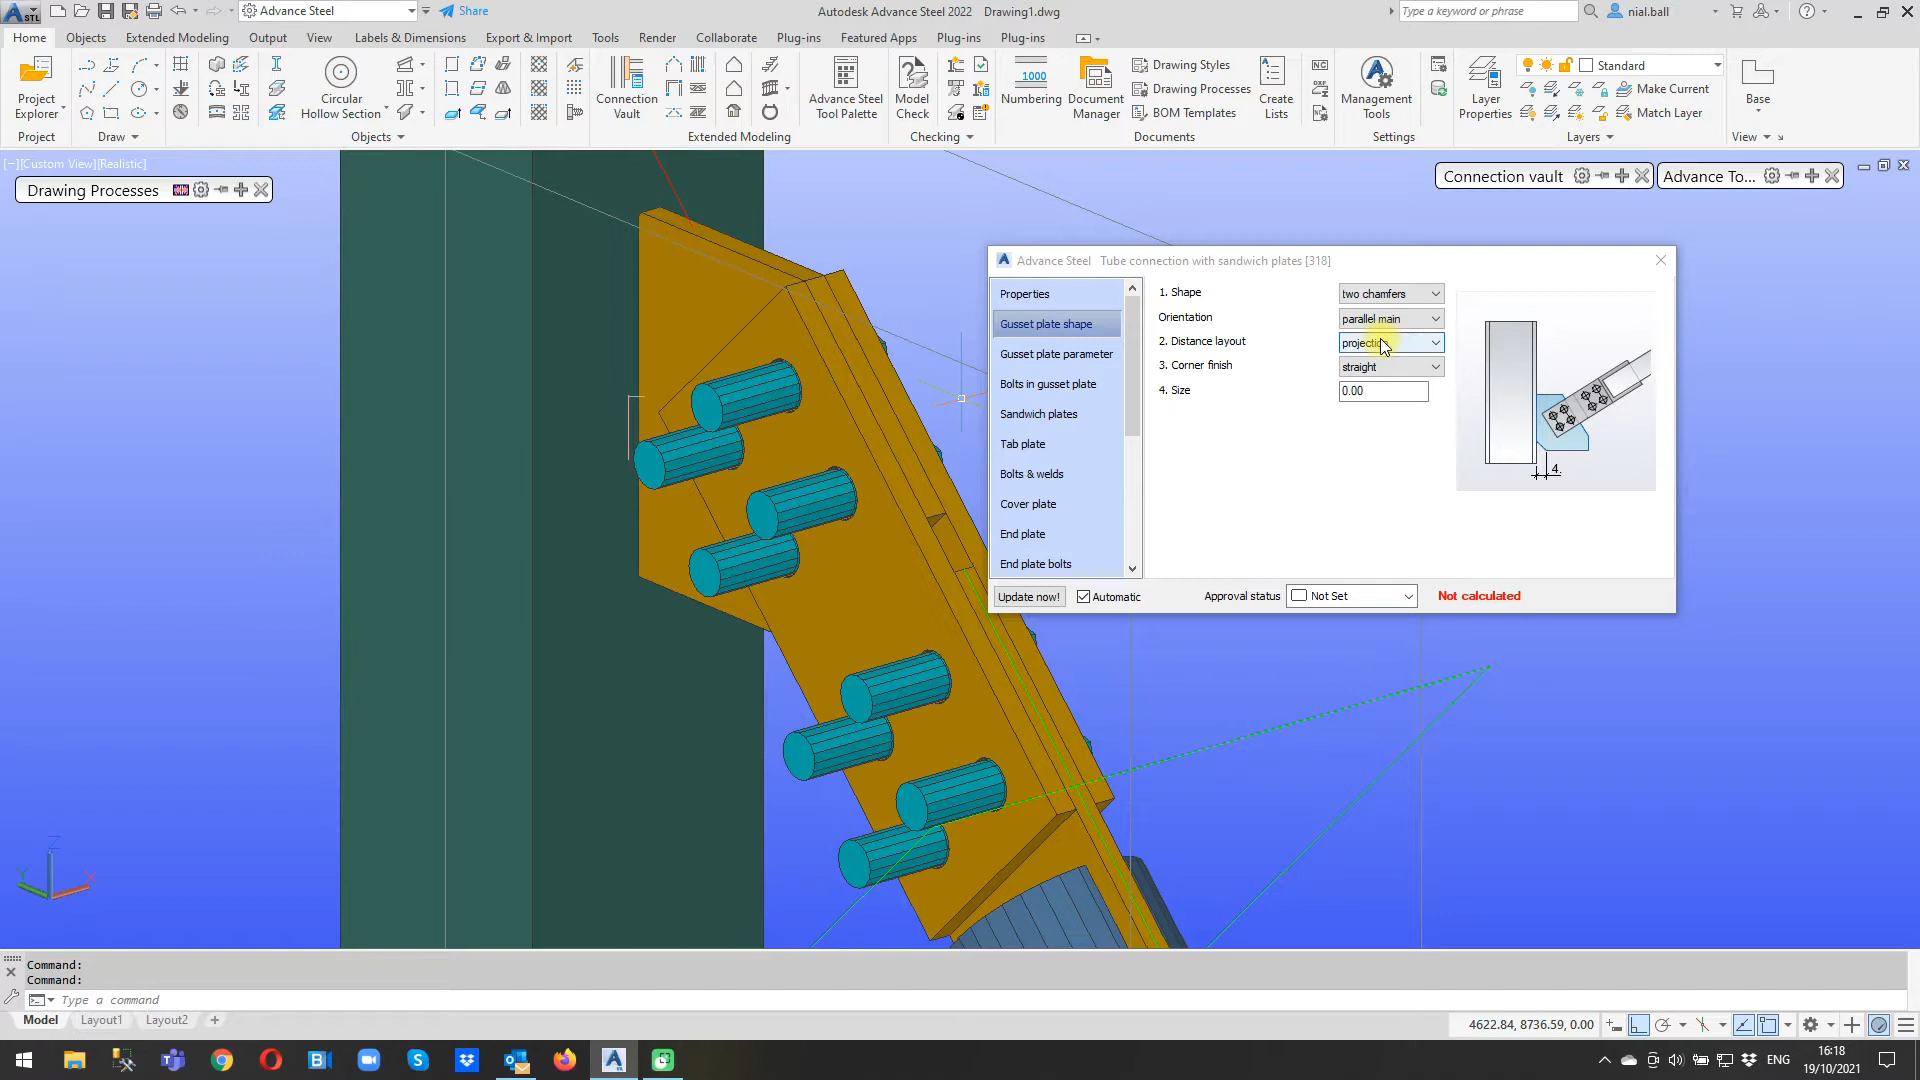 STL
Advance Steel
Share
Autodesk Advance Steel 2022 Drawing1.dwg
Type a keyword or phrase
nial.ball
Home Objects Extended Modeling Output View Labels & Dimensions Export & Import Tools Render Collaborate Plug-ins Featured Apps Plug-ins Plug-ins
Project Explorer
Circular Hollow Section
Connection Vault
Advance Steel Tool Palette
Model Check
1000
Numbering
Document Manager
Drawing Styles
Drawing Processes
BOM Templates
Create Lists
NC
DXF
NC
Management Tools
Layer Properties
Standard
Make Current
Match Layer
Base
Project Draw Objects Extended Modeling Checking Documents Settings Layers View
[−][Custom View][Realistic]
Drawing Processes
Connection vault
Advance To...
Advance Steel Tube connection with sandwich plates [318]
Properties
Gusset plate shape
Gusset plate parameter
Bolts in gusset plate
Sandwich plates
Tab plate
Bolts & welds
Cover plate
End plate
End plate bolts
1. Shape two chamfers
Orientation parallel main
2. Distance layout projection
3. Corner finish straight
4. Size 0.00
4.
Update now! Automatic Approval status Not Set Not calculated
Z
Y
X
Command:
Command:
Type a command
Model Layout1 Layout2
4622.84, 8736.59, 0.00
ENG
16:18
19/10/2021